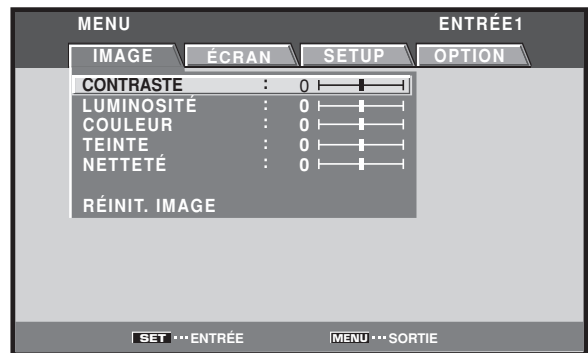 MENU ENTRÉE1
IMAGE ÉCRAN SETUP OPTION
CONTRASTE : 0
LUMINOSITÉ : 0
COULEUR : 0
TEINTE : 0
NETTETÉ : 0
RÉINIT. IMAGE
SET ··· ENTRÉE MENU ··· SORTIE